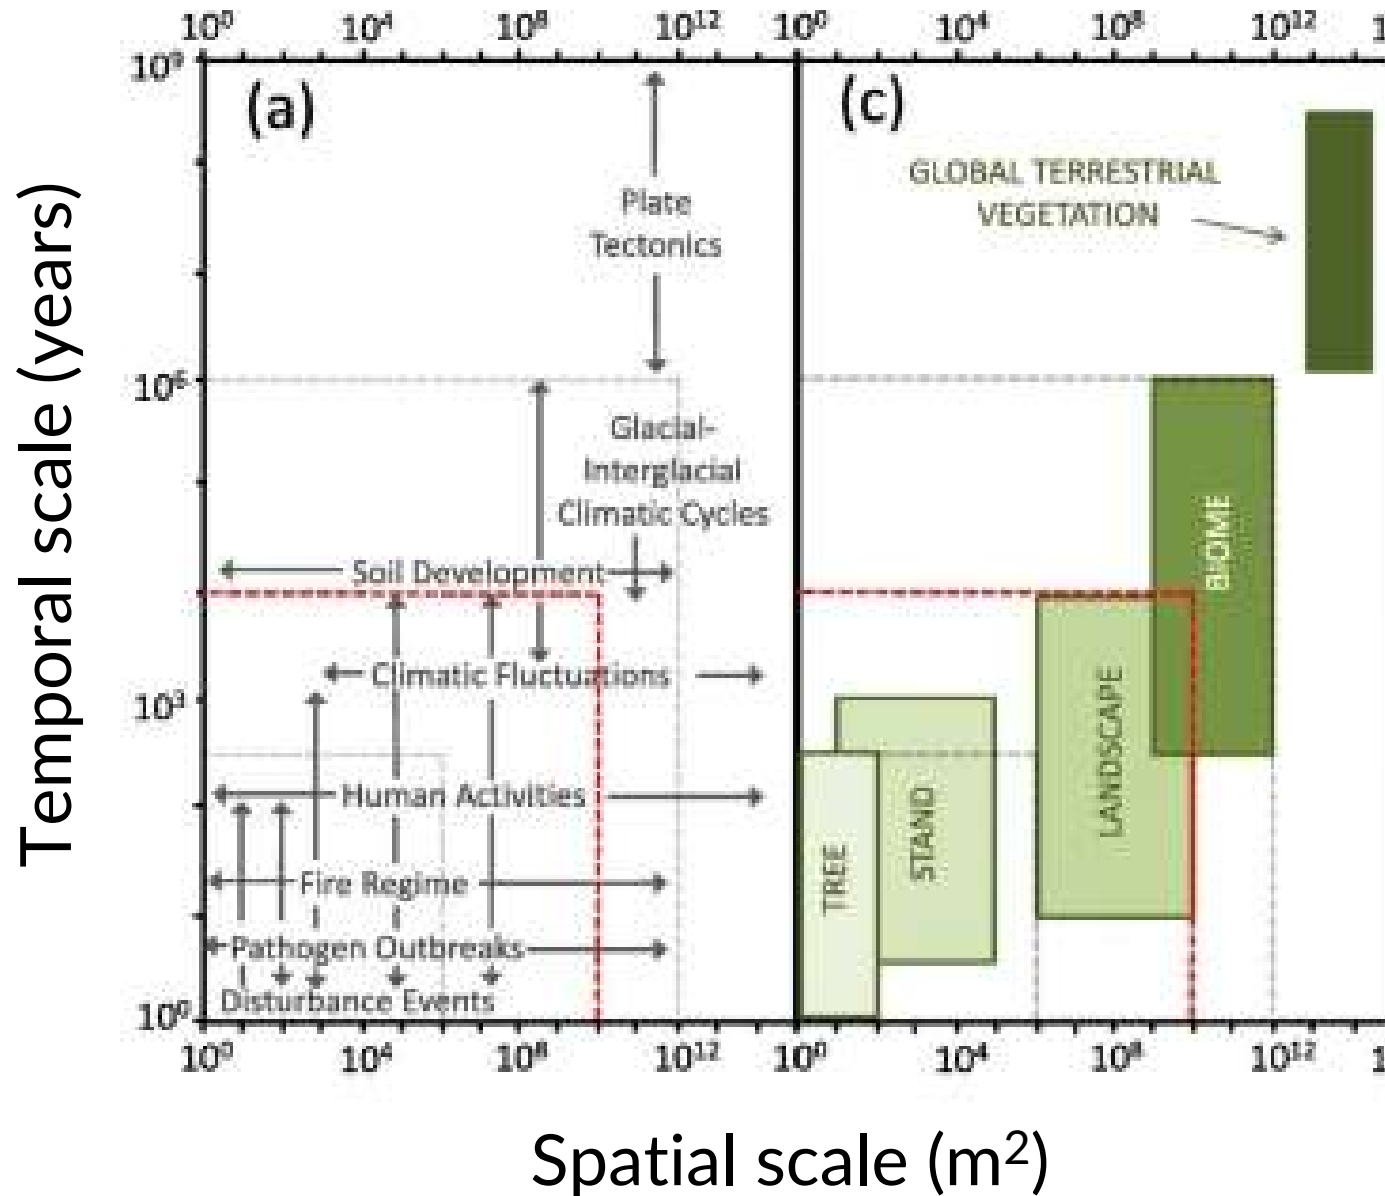 10⁰ 10⁴ 10⁸ 10¹² 10⁰ 10⁴ 10⁸ 10¹²
10⁹
(a)
(c)
Plate
Tectonics
GLOBAL TERRESTRIAL
VEGETATION
Temporal scale (years)
10⁶
Glacial-
Interglacial
Climatic Cycles
BIOME
Soil Development
Climatic Fluctuations
10³
LANDSCAPE
Human Activities
STAND
TREE
Fire Regime
Pathogen Outbreaks
Disturbance Events
10⁰
10⁰ 10⁴ 10⁸ 10¹² 10⁰ 10⁴ 10⁸ 10¹²
Spatial scale (m²)